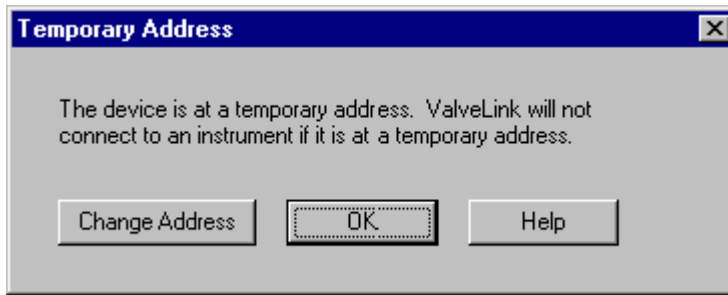 Temporary Address
The device is at a temporary address. ValveLink will not
connect to an instrument if it is at a temporary address.
Change Address
OK
Help